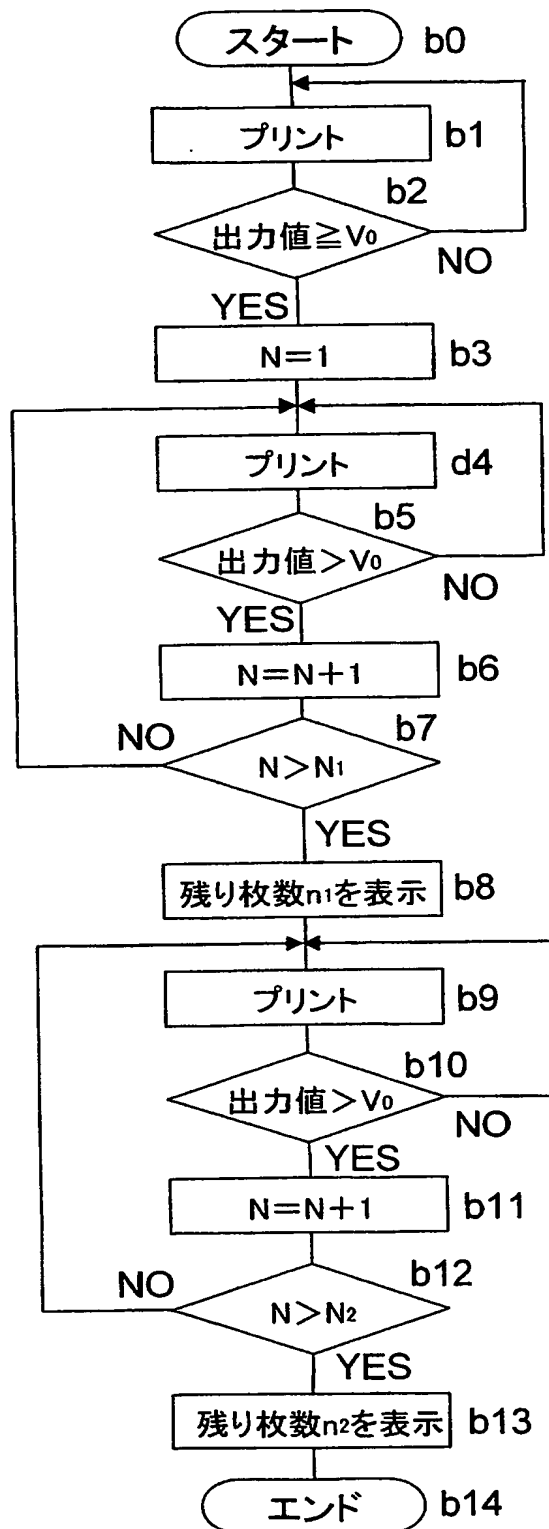 スタート b0
プリント b1
b2
出力値≧V0
NO
YES
N=1 b3
プリント d4
b5
出力値>V0
NO
YES
N=N+1 b6
b7
NO
N>N1
YES
残り枚数n1を表示 b8
プリント b9
b10
出力値>V0
NO
YES
N=N+1 b11
b12
NO
N>N2
YES
残り枚数n2を表示 b13
エンド b14